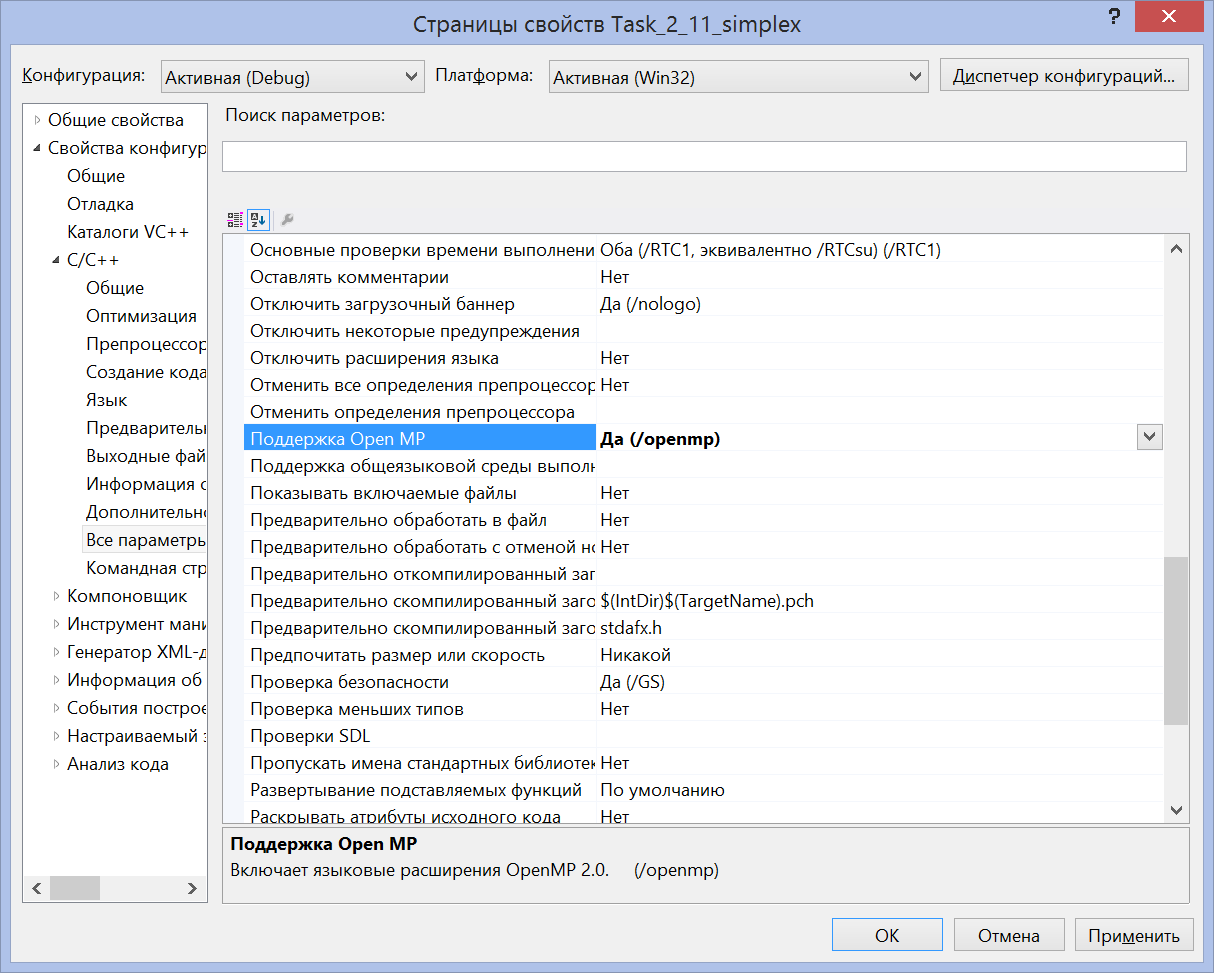 Страницы свойств Task_2_11_simplex
?
Конфигурация: Активная (Debug) Платформа: Активная (Win32) Диспетчер конфигураций...
Общие свойства
Свойства конфигур
Общие
Отладка
Каталоги VC++
C/C++
Общие
Оптимизация
Препроцессор
Создание кода
Язык
Предваритель
Выходные фай
Информация о
Дополнительно
Все параметры
Командная стр
Компоновщик
Инструмент мани
Генератор XML-д
Информация об
События построе
Настраиваемый э
Анализ кода
Поиск параметров:
Основные проверки времени выполнени Оба (/RTC1, эквивалентно /RTCsu) (/RTC1)
Оставлять комментарии Нет
Отключить загрузочный баннер Да (/nologo)
Отключить некоторые предупреждения
Отключить расширения языка Нет
Отменить все определения препроцессор Нет
Отменить определения препроцессора
Поддержка Open MP Да (/openmp)
Поддержка общеязыковой среды выполн
Показывать включаемые файлы Нет
Предварительно обработать в файл Нет
Предварительно обработать с отменой но Нет
Предварительно откомпилированный заг
Предварительно скомпилированный заго $(IntDir)$(TargetName).pch
Предварительно скомпилированный заго stdafx.h
Предпочитать размер или скорость Никакой
Проверка безопасности Да (/GS)
Проверка меньших типов Нет
Проверки SDL
Пропускать имена стандартных библиотек Нет
Развертывание подставляемых функций По умолчанию
Раскрывать атрибуты исходного кода Нет
Поддержка Open MP
Включает языковые расширения OpenMP 2.0. (/openmp)
ОК Отмена Применить